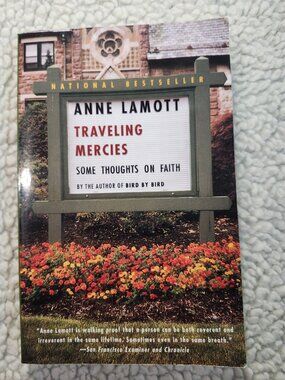 NATIONAL BESTSELLER
ANNE LAMOTT
TRAVELING
MERCIES
SOME THOUGHTS ON FAITH
BY THE AUTHOR OF BIRD BY BIRD
"Anne Lamott is walking proof that a person can be both reverent and
irreverent in the same lifetime. Sometimes even in the same breath."
—San Francisco Examiner and Chronicle